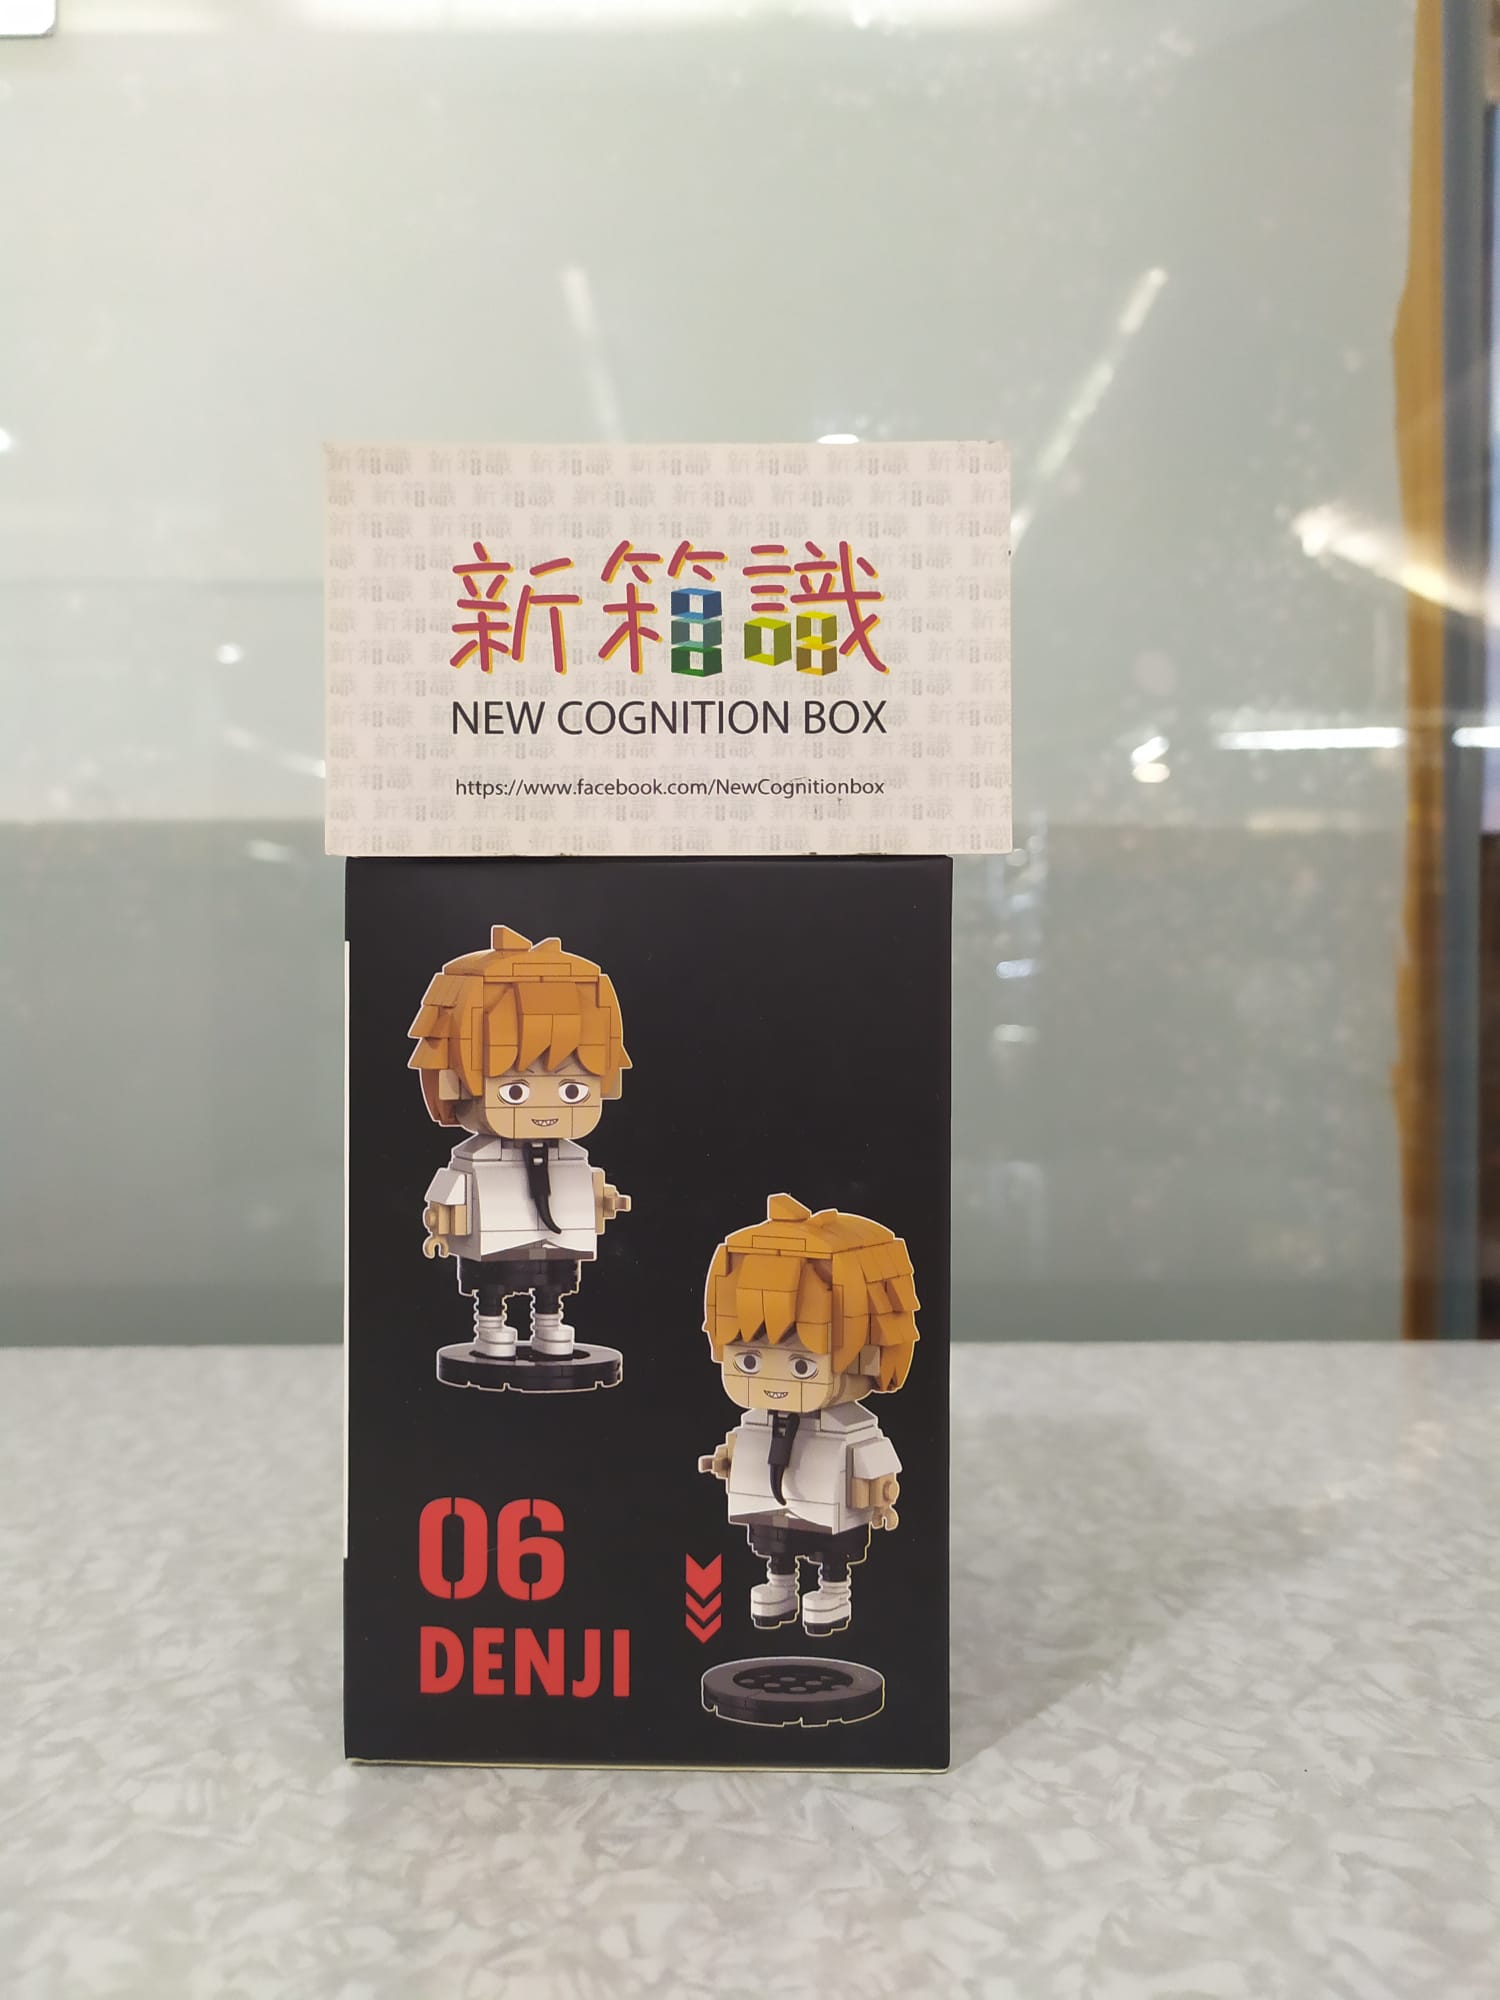 新箱識
NEW COGNITION BOX
https://www.facebook.com/NewCognitionbox
06
DENJI